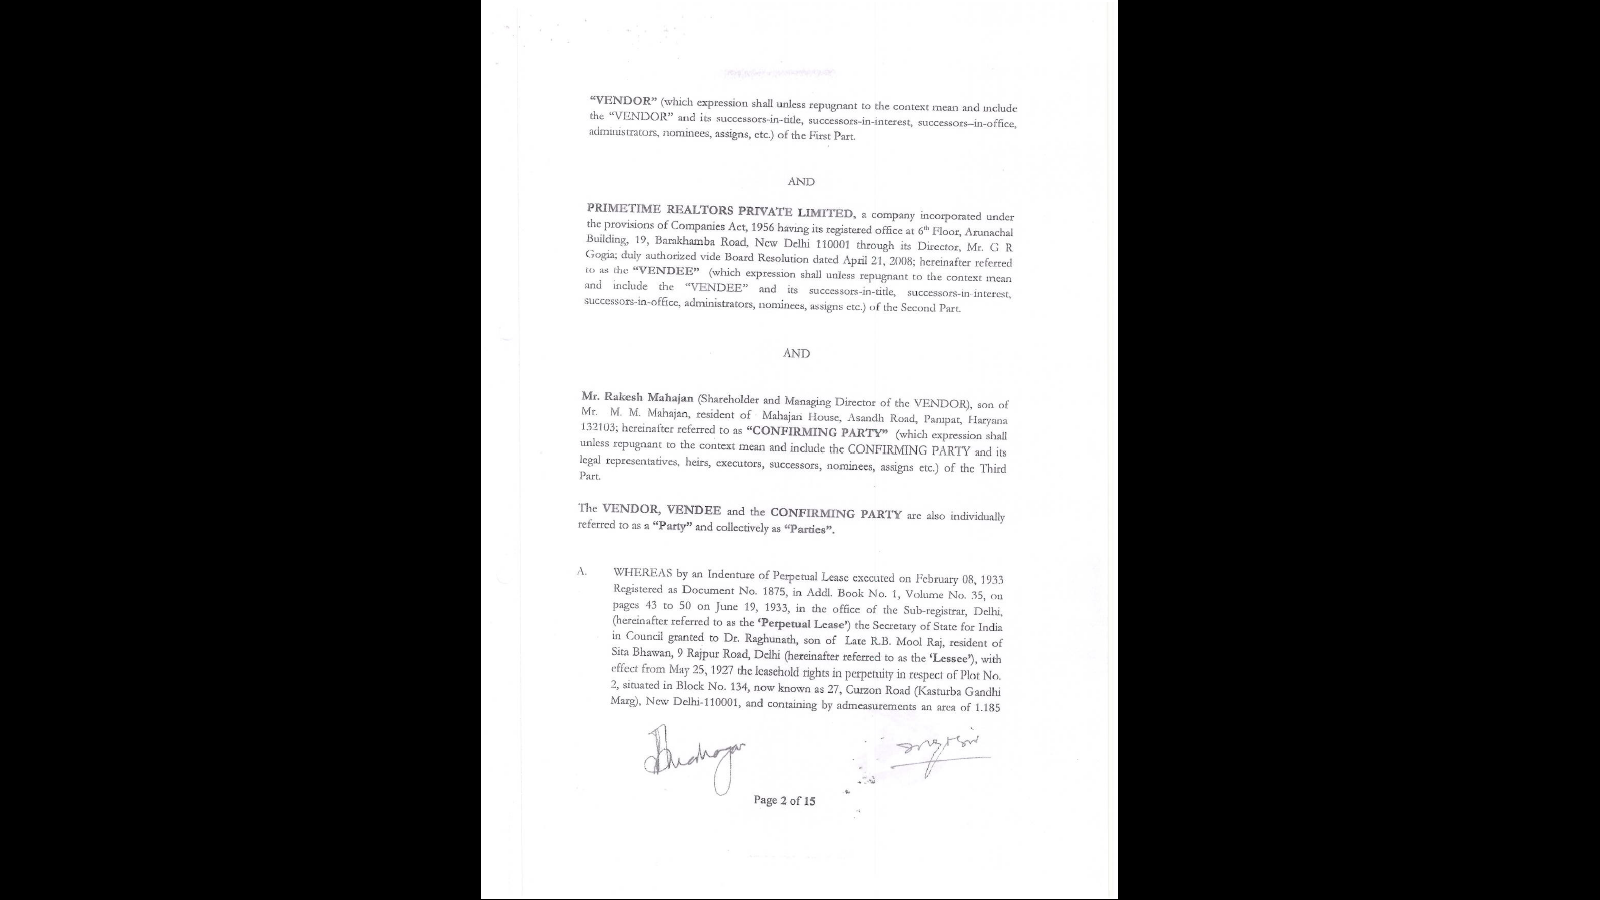 “VENDOR” (which expression shall unless repugnant to the context mean and include
the “VENDOR” and its successors-in-title, successors-in-interest, successors–in-office,
administrators, nominees, assigns, etc.) of the First Part.
AND
PRIMETIME REALTORS PRIVATE LIMITED, a company incorporated under
the provisions of Companies Act, 1956 having its registered office at 6th Floor, Arunachal
Building, 19, Barakhamba Road, New Delhi 110001 through its Director, Mr. G R
Gogia; duly authorized vide Board Resolution dated April 21, 2008; hereinafter referred
to as the “VENDEE” (which expression shall unless repugnant to the context mean
and include the “VENDEE” and its successors-in-title, successors-in-interest,
successors-in-office, administrators, nominees, assigns etc.) of the Second Part.
AND
Mr. Rakesh Mahajan (Shareholder and Managing Director of the VENDOR), son of
Mr. M. M. Mahajan, resident of Mahajan House, Asandh Road, Panipat, Haryana
132103; hereinafter referred to as “CONFIRMING PARTY” (which expression shall
unless repugnant to the context mean and include the CONFIRMING PARTY and its
legal representatives, heirs, executors, successors, nominees, assigns etc.) of the Third
Part.
The VENDOR, VENDEE and the CONFIRMING PARTY are also individually
referred to as a “Party” and collectively as “Parties”.
A. WHEREAS by an Indenture of Perpetual Lease executed on February 08, 1933
Registered as Document No. 1875, in Addl. Book No. 1, Volume No. 35, on
pages 43 to 50 on June 19, 1933, in the office of the Sub-registrar, Delhi,
(hereinafter referred to as the ‘Perpetual Lease’) the Secretary of State for India
in Council granted to Dr. Raghunath, son of Late R.B. Mool Raj, resident of
Sita Bhawan, 9 Rajpur Road, Delhi (hereinafter referred to as the ‘Lessee’), with
effect from May 25, 1927 the leasehold rights in perpetuity in respect of Plot No.
2, situated in Block No. 134, now known as 27, Curzon Road (Kasturba Gandhi
Marg), New Delhi-110001, and containing by admeasurements an area of 1.185
Page 2 of 15